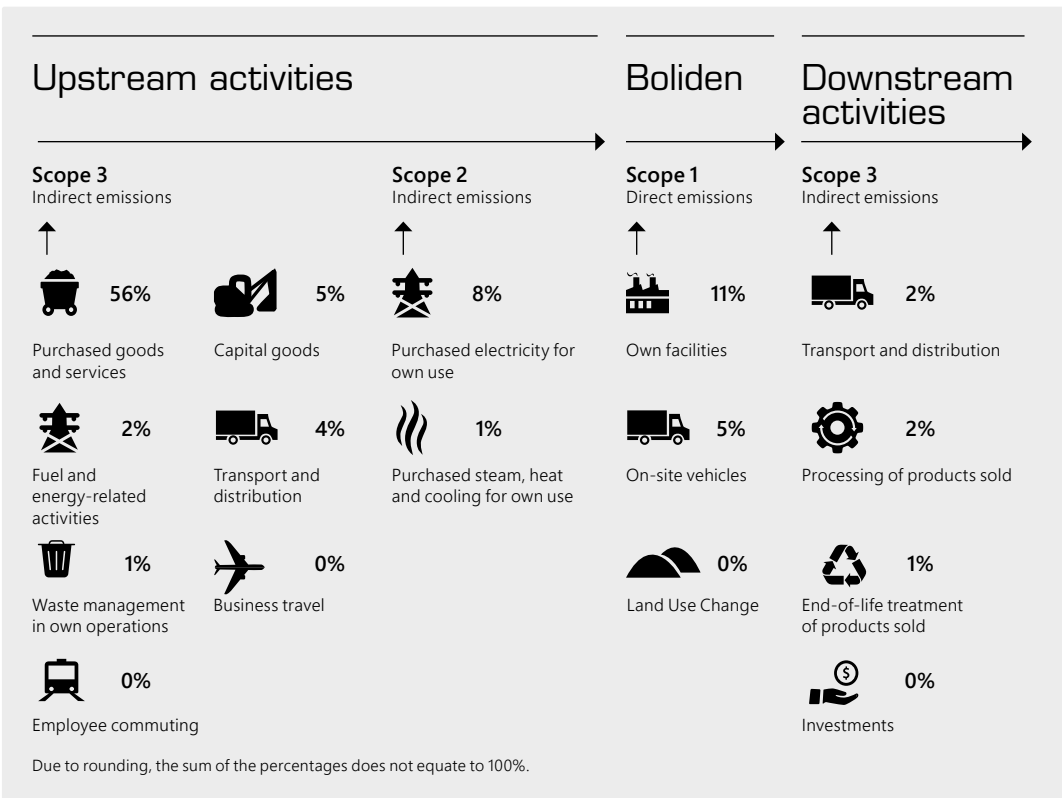 Upstream activities
Scope 3
Indirect emissions
56%
Purchased goods
and services
5%
Capital goods
2%
Fuel and
energy-related
activities
4%
Transport and
distribution
1%
Waste management
in own operations
0%
Business travel
0%
Employee commuting
Scope 2
Indirect emissions
8%
Purchased electricity for
own use
1%
Purchased steam, heat
and cooling for own use
Boliden
Scope 1
Direct emissions
11%
Own facilities
5%
On-site vehicles
0%
Land Use Change
Downstream
activities
Scope 3
Indirect emissions
2%
Transport and distribution
2%
Processing of products sold
1%
End-of-life treatment
of products sold
$
0%
Investments
Due to rounding, the sum of the percentages does not equate to 100%.